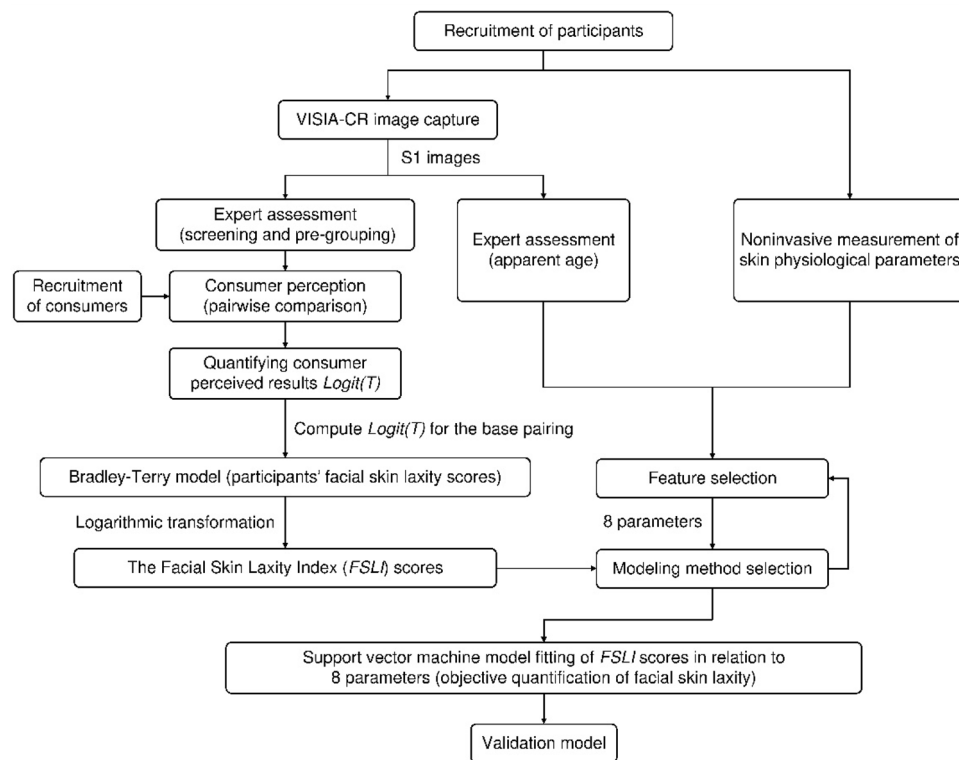 Recruitment of participants
VISIA-CR image capture
S1 images
Expert assessment
(screening and pre-grouping)
Expert assessment
(apparent age)
Noninvasive measurement of
skin physiological parameters
Recruitment
of consumers
Consumer perception
(pairwise comparison)
Quantifying consumer
perceived results Logit(T)
Compute Logit(T) for the base pairing
Bradley-Terry model (participants' facial skin laxity scores)
Feature selection
Logarithmic transformation
8 parameters
The Facial Skin Laxity Index (FSLI) scores
Modeling method selection
Support vector machine model fitting of FSLI scores in relation to
8 parameters (objective quantification of facial skin laxity)
Validation model